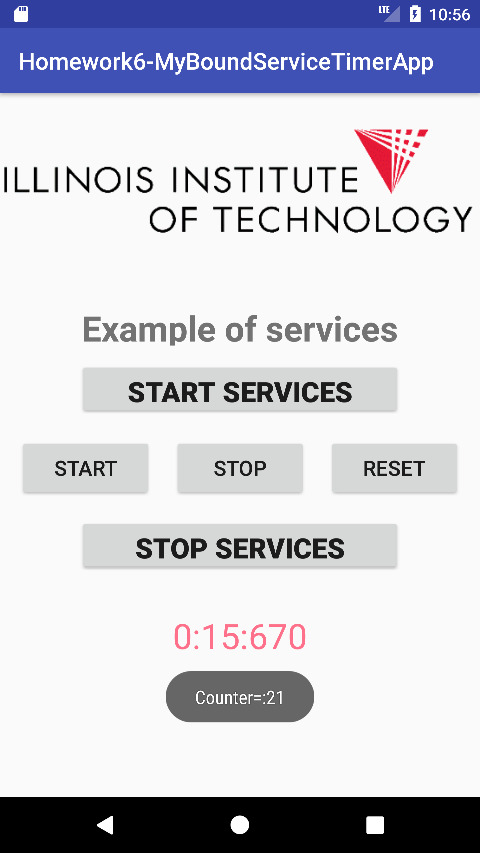 LTE 10:56
Homework6-MyBoundServiceTimerApp
ILLINOIS INSTITUTE
OF TECHNOLOGY
Example of services
START SERVICES
START STOP RESET
STOP SERVICES
0:15:670
Counter=:21